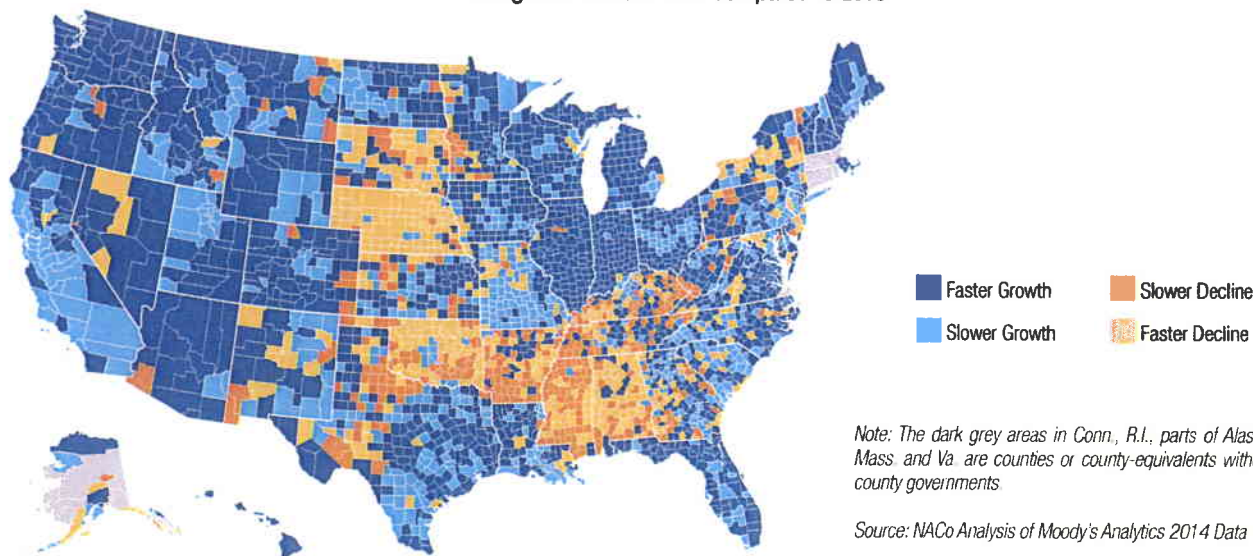 Faster Growth
Slower Decline
Slower Growth
Faster Decline
Note: The dark grey areas in Conn., R.I., parts of Alas
Mass. and Va. are counties or county-equivalents with
county governments.
Source: NACo Analysis of Moody's Analytics 2014 Data